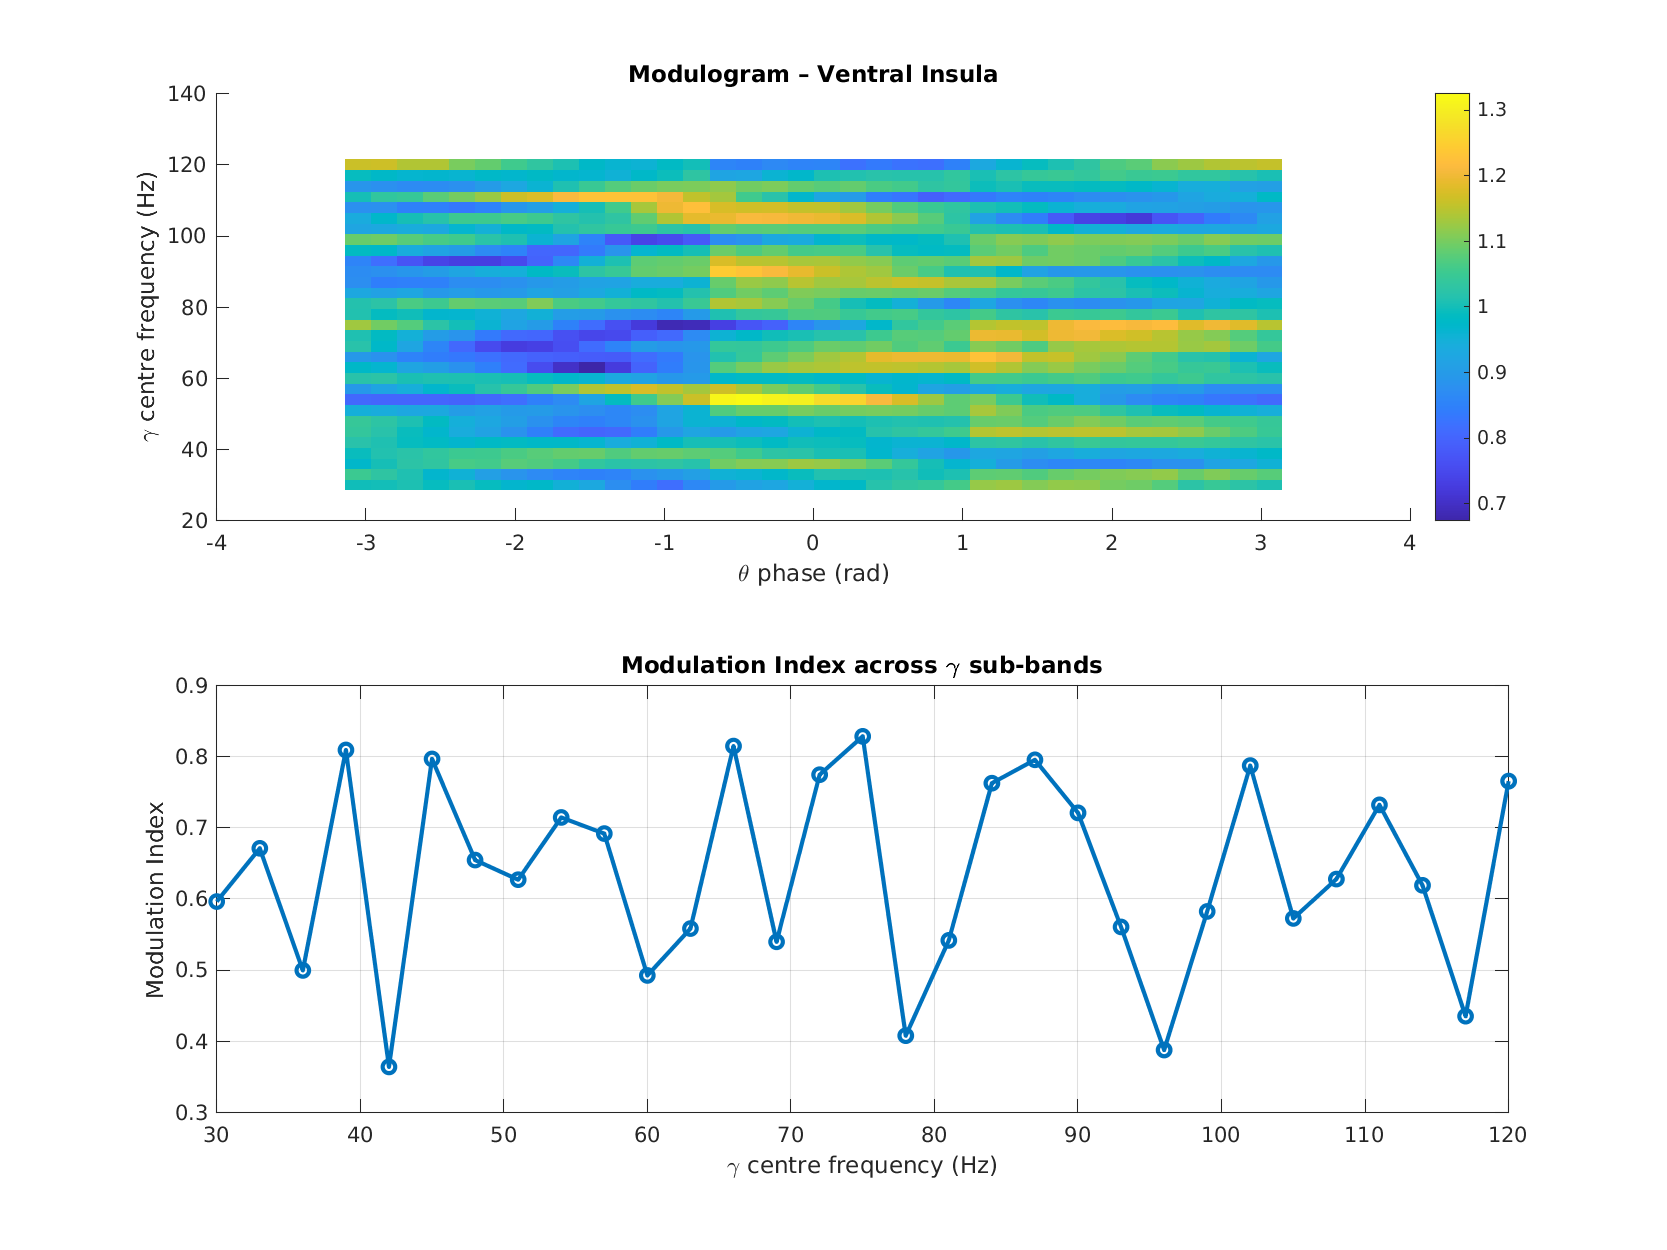 Modulogram – Ventral Insula
140
120
100
80
60
40
20
γ centre frequency (Hz)
-4 -3 -2 -1 0 1 2 3 4
θ phase (rad)
1.3
1.2
1.1
1
0.9
0.8
0.7
Modulation Index across γ sub-bands
0.9
0.8
0.7
0.6
0.5
0.4
0.3
Modulation Index
30 40 50 60 70 80 90 100 110 120
γ centre frequency (Hz)